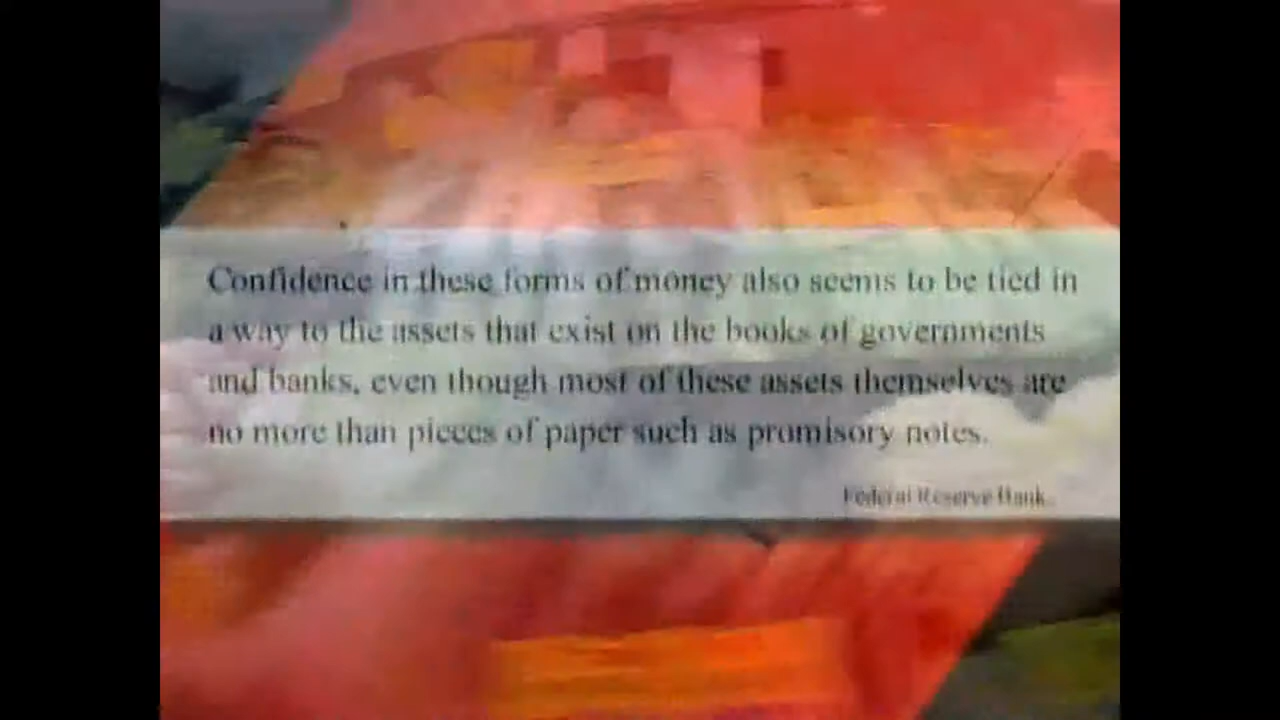 Confidence in these forms of money also seems to be tied in
a way to the assets that exist on the books of governments
and banks, even though most of these assets themselves are
no more than pieces of paper such as promisory notes.
Federal Reserve Bank